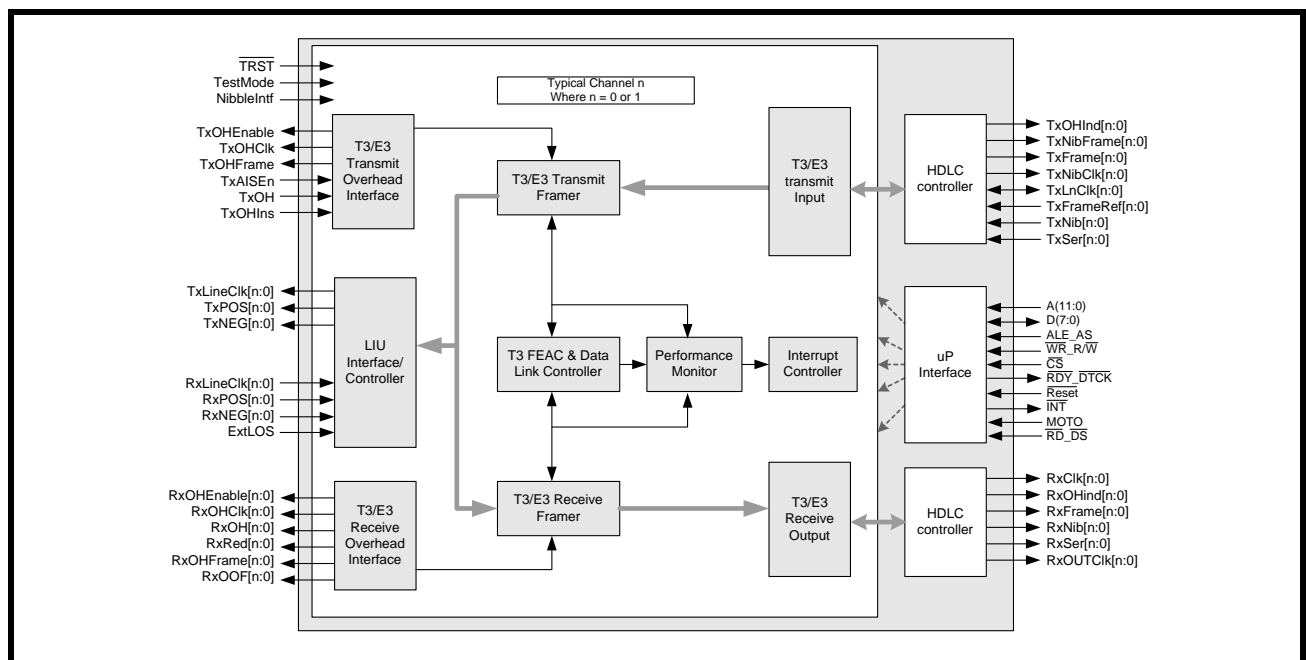 TRST
TestMode
NibbleIntf
Typical Channel n
Where n = 0 or 1
TxOHEnable
TxOHClk
TxOHFrame
TxAISEn
TxOH
TxOHIns
T3/E3
Transmit
Overhead
Interface
T3/E3 Transmit
Framer
T3/E3
transmit
Input
HDLC
controller
TxOHInd[n:0]
TxNibFrame[n:0]
TxFrame[n:0]
TxNibClk[n:0]
TxLnClk[n:0]
TxFrameRef[n:0]
TxNib[n:0]
TxSer[n:0]
TxLineClk[n:0]
TxPOS[n:0]
TxNEG[n:0]
RxLineClk[n:0]
RxPOS[n:0]
RxNEG[n:0]
ExtLOS
LIU
Interface/
Controller
T3 FEAC & Data
Link Controller
Performance
Monitor
Interrupt
Controller
uP
Interface
A(11:0)
D(7:0)
ALE_AS
WR_R/W
CS
RDY_DTCK
Reset
INT
MOTO
RD_DS
RxOHEnable[n:0]
RxOHClk[n:0]
RxOH[n:0]
RxRed[n:0]
RxOHFrame[n:0]
RxOOF[n:0]
T3/E3
Receive
Overhead
Interface
T3/E3 Receive
Framer
T3/E3
Receive
Output
HDLC
controller
RxClk[n:0]
RxOHind[n:0]
RxFrame[n:0]
RxNib[n:0]
RxSer[n:0]
RxOUTClk[n:0]